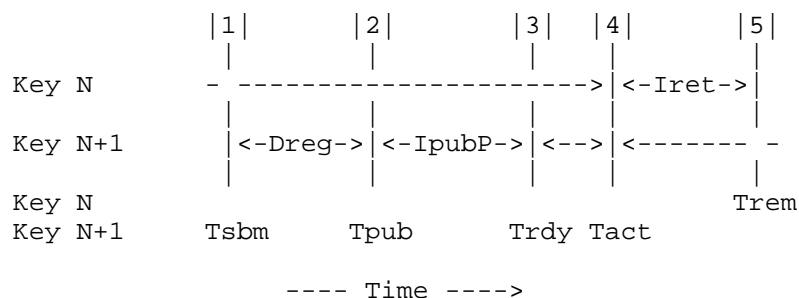 |1|      |2|       |3|  |4|      |5|
              |        |         |    |        |
Key N       - ---------------------->|<-Iret->|
              |        |         |    |        |
Key N+1       |<-Dreg->|<-IpubP->|<-->|<------- -
              |        |         |    |        |
Key N                                         Trem
Key N+1      Tsbm     Tpub      Trdy Tact
                  ---- Time ---->